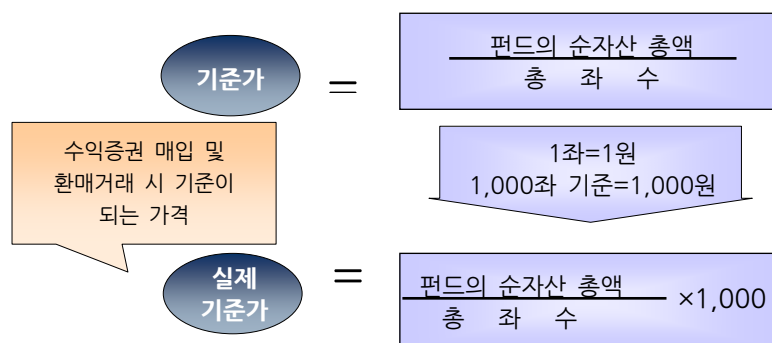 기준가
=
펀드의 순자산 총액
총 좌 수
수익증권 매입 및
환매거래 시 기준이
되는 가격
1좌=1원
1,000좌 기준=1,000원
실제
기준가
=
펀드의 순자산 총액
총 좌 수
×1,000